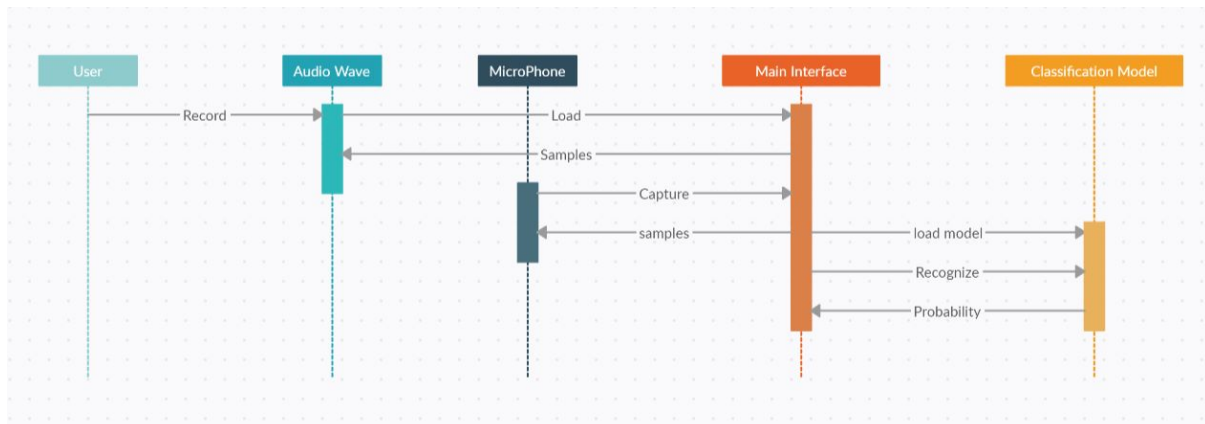 User
Audio Wave
MicroPhone
Main Interface
Classification Model
Record
Load
Samples
Capture
samples
load model
Recognize
Probability